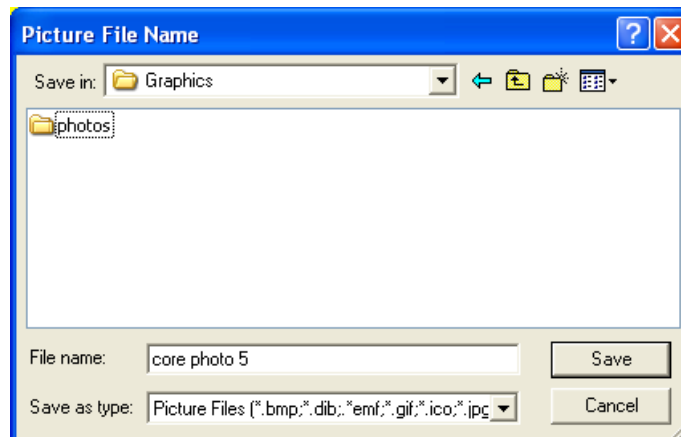 Picture File Name
Save in: Graphics
photos
File name: core photo 5 Save
Save as type: Picture Files (*.bmp;*.dib;.*emf;*.gif;*.ico;*.jpg Cancel